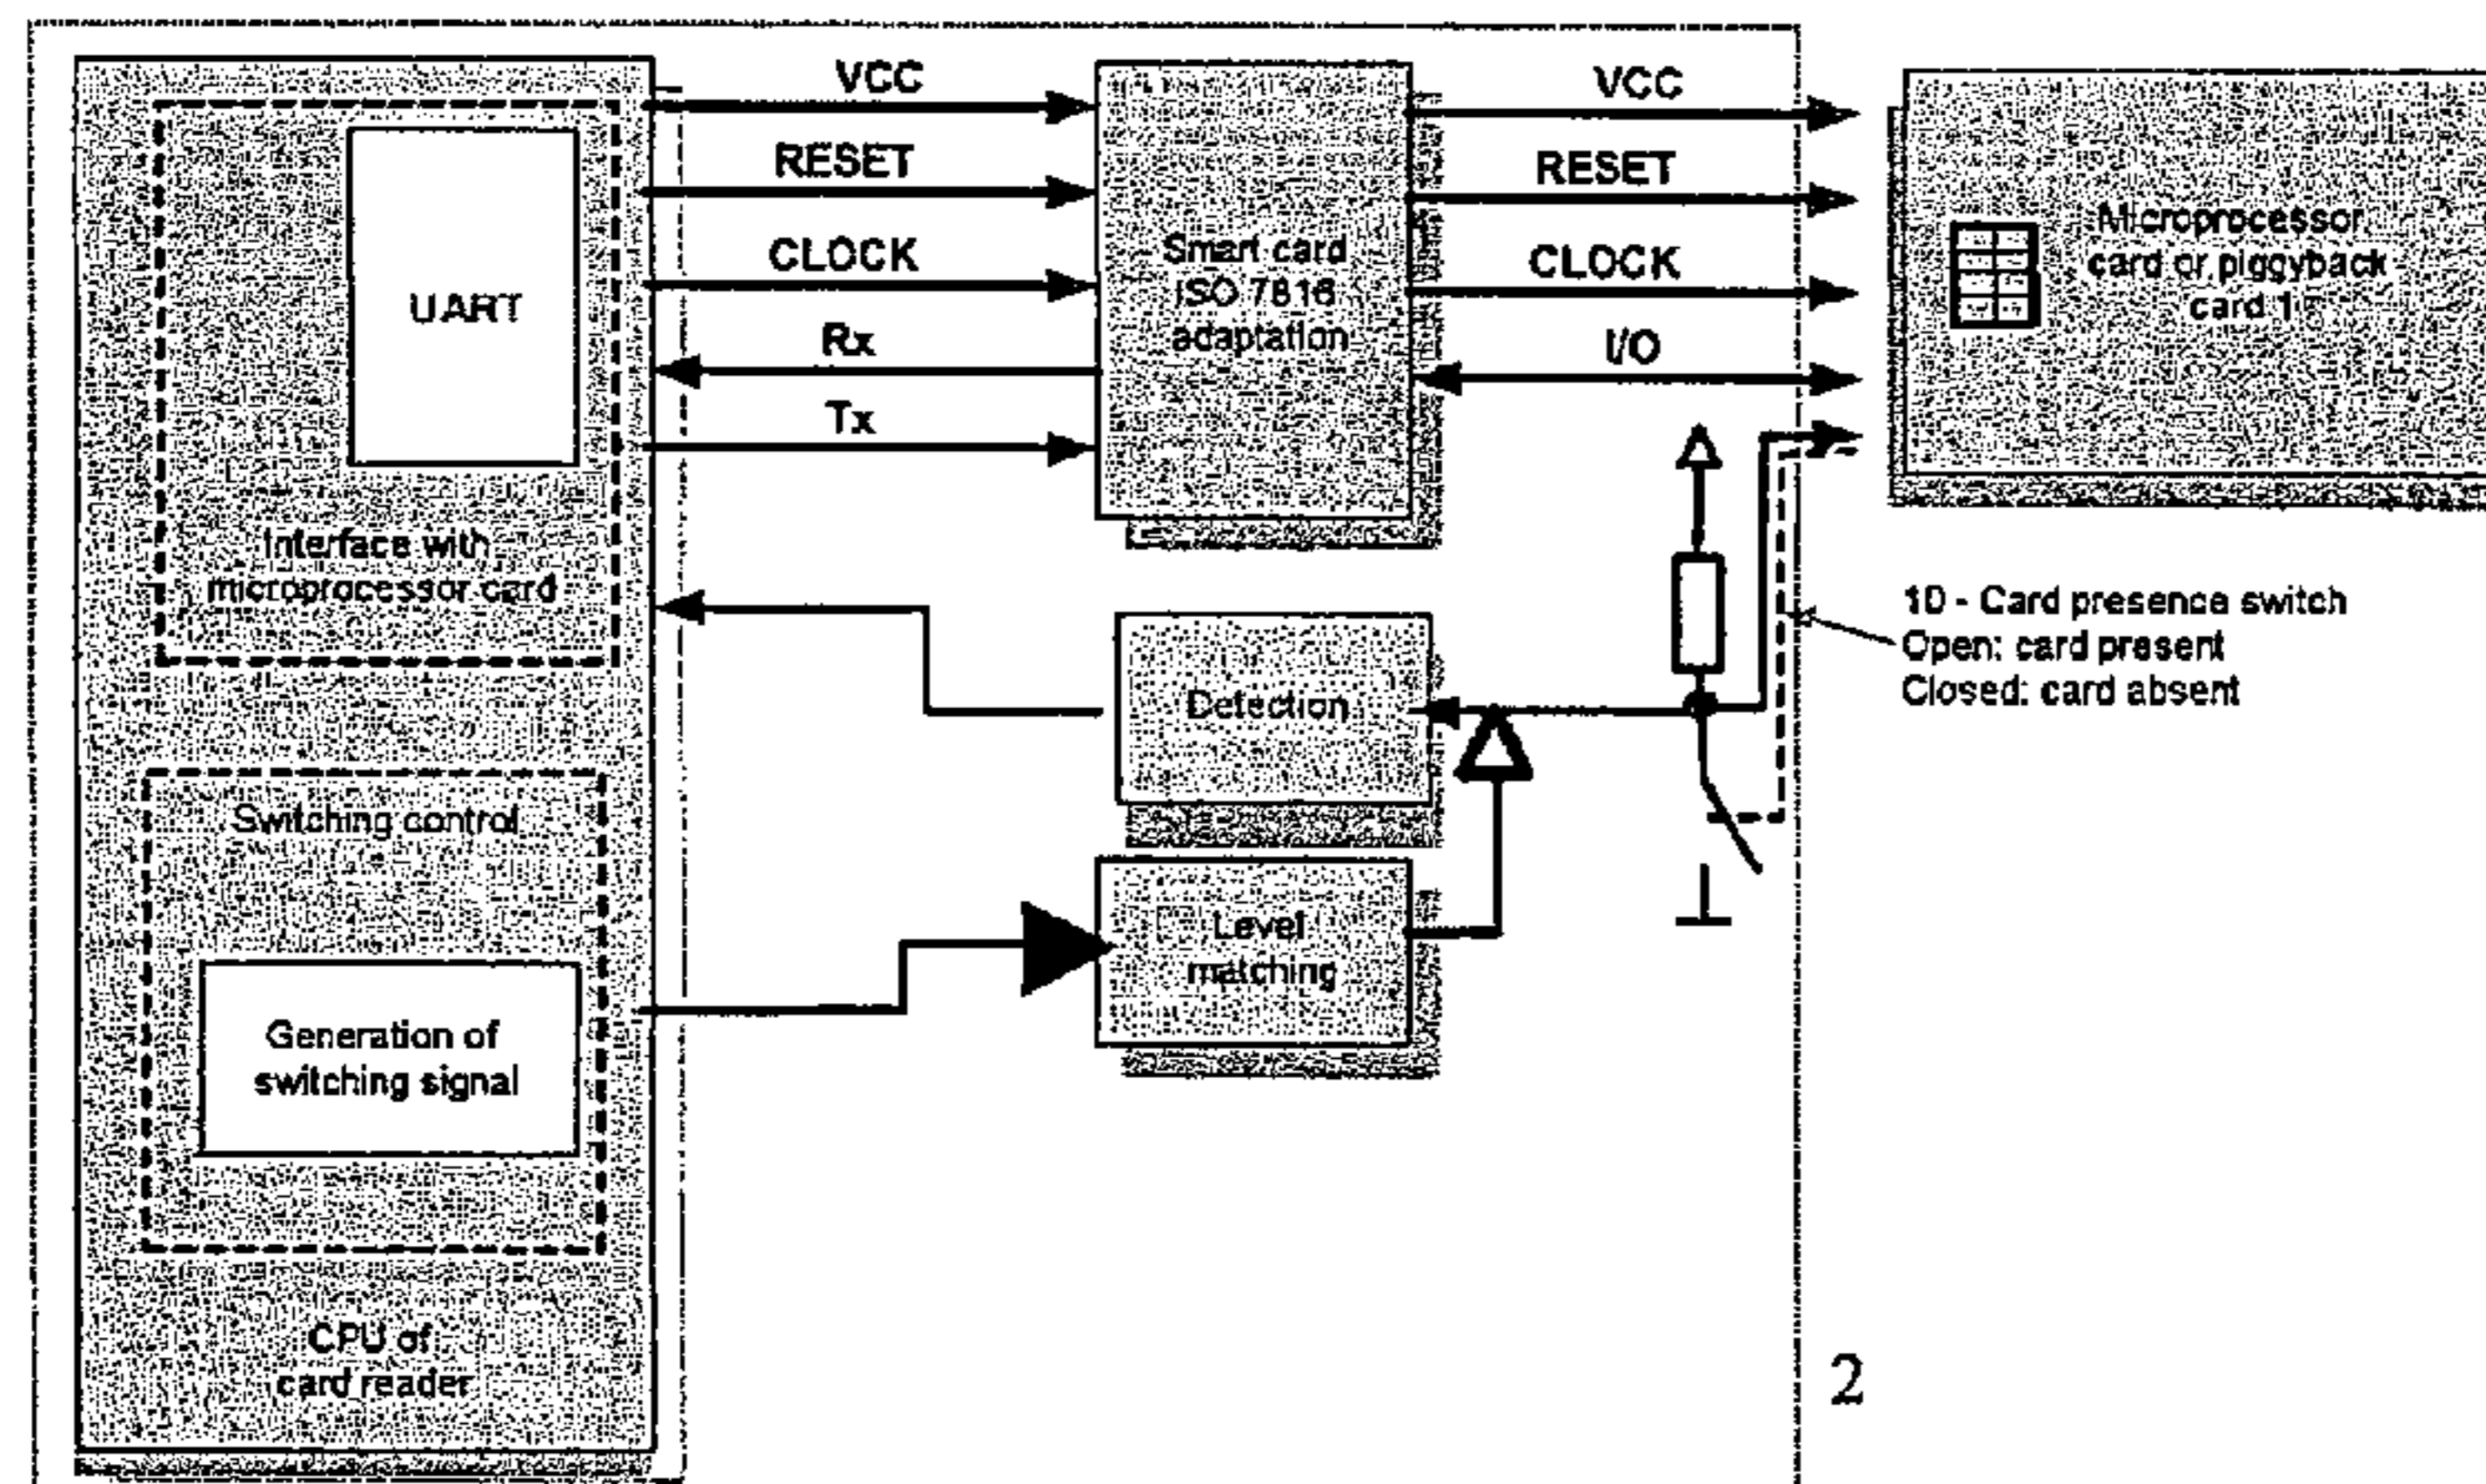 VCC
RESET
CLOCK
Rx
Tx
UART
Interface with
microprocessor card
Switching control
Generation of
switching signal
CPU of
card reader
Smart card
ISO 7816
adaptation
Detection
Level
matching
VCC
RESET
CLOCK
I/O
Microprocessor
card or piggyback
card 1
10 - Card presence switch
Open: card present
Closed: card absent
2